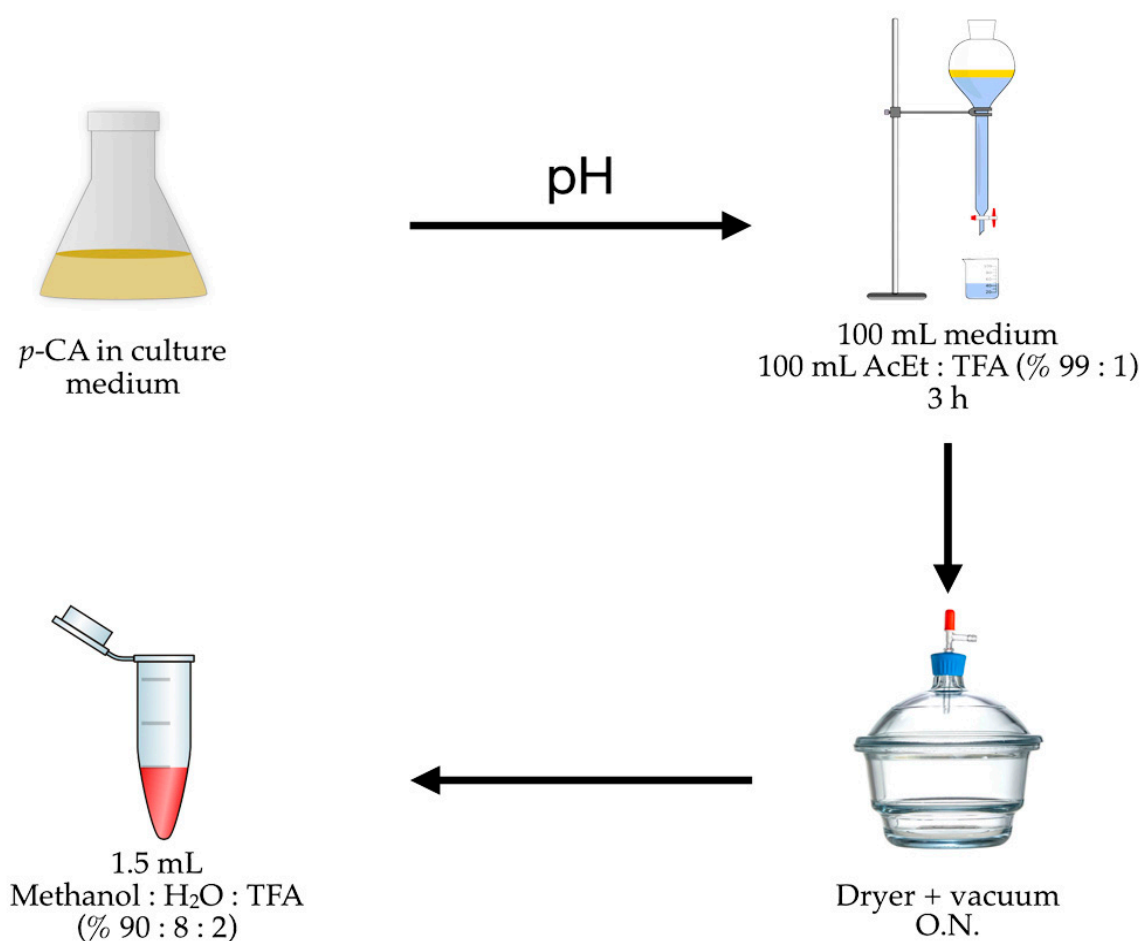 pH
p-CA in culture
medium
100 mL medium
100 mL AcEt : TFA (% 99 : 1)
3 h
Dryer + vacuum
O.N.
1.5 mL
Methanol : H₂O : TFA
(% 90 : 8 : 2)